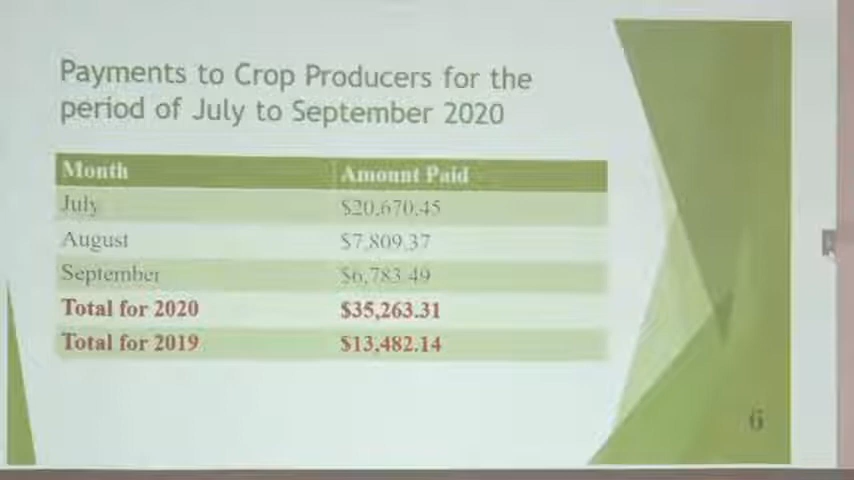 Payments to Crop Producers for the
period of July to September 2020
Month Amount Paid
July $20,670.45
August $7,809.37
September $6,783.49
Total for 2020 $35,263.31
Total for 2019 $13,482.14
6